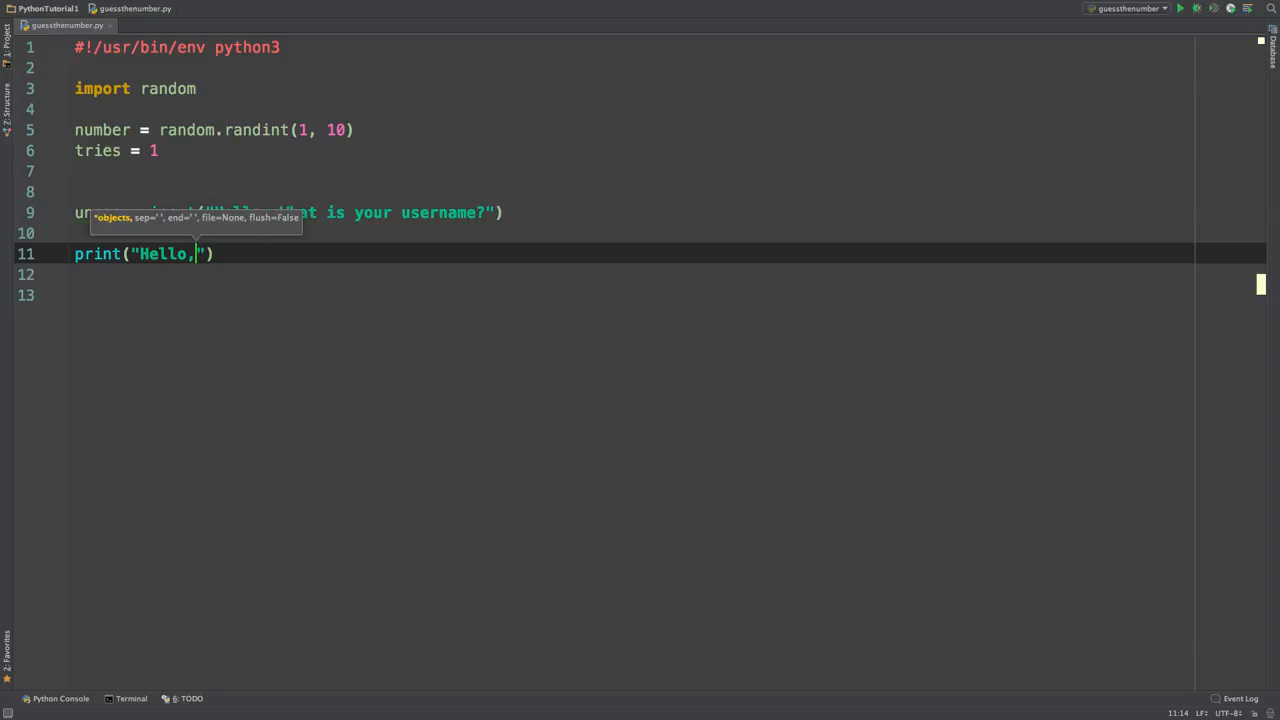 PythonTutorial1 guessthenumber.py guessthenumber
guessthenumber.py
1: Project
Z: Structure
2: Favorites
Database
1 #!/usr/bin/env python3
2
3 import random
4
5 number = random.randint(1, 10)
6 tries = 1
7
8
9 at is your username?")
*objects, sep=' ', end=' ', file=None, flush=False
10
11 print("Hello,")
12
13
Python Console Terminal 6: TODO Event Log
11:14 LF÷ UTF-8÷